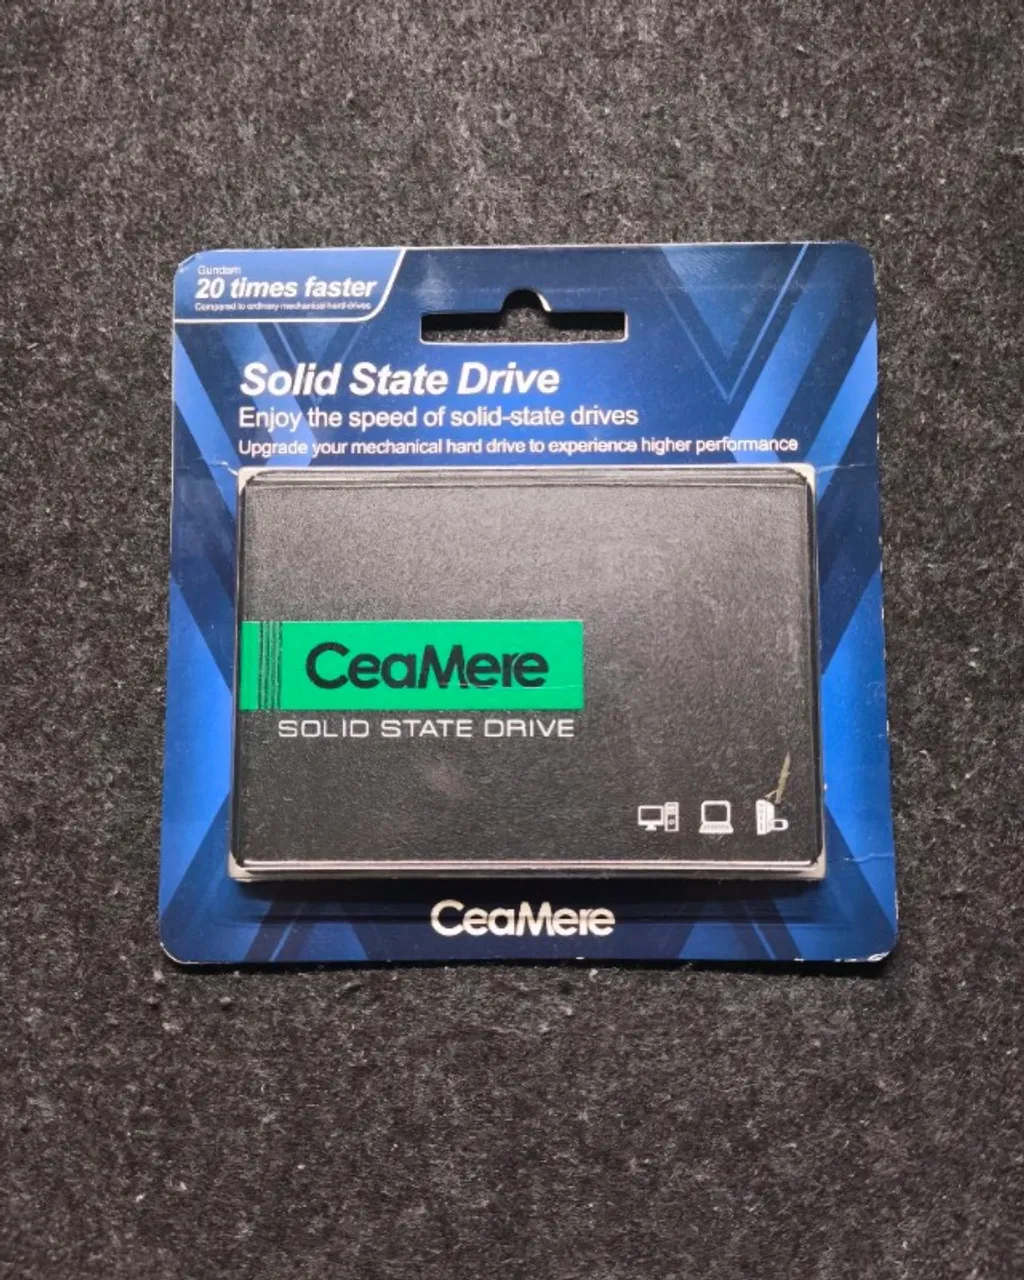 Gundam
20 times faster
Compared to ordinary mechanical hard drives
Solid State Drive
Enjoy the speed of solid-state drives
Upgrade your mechanical hard drive to experience higher performance
CeaMere
SOLID STATE DRIVE
CeaMere